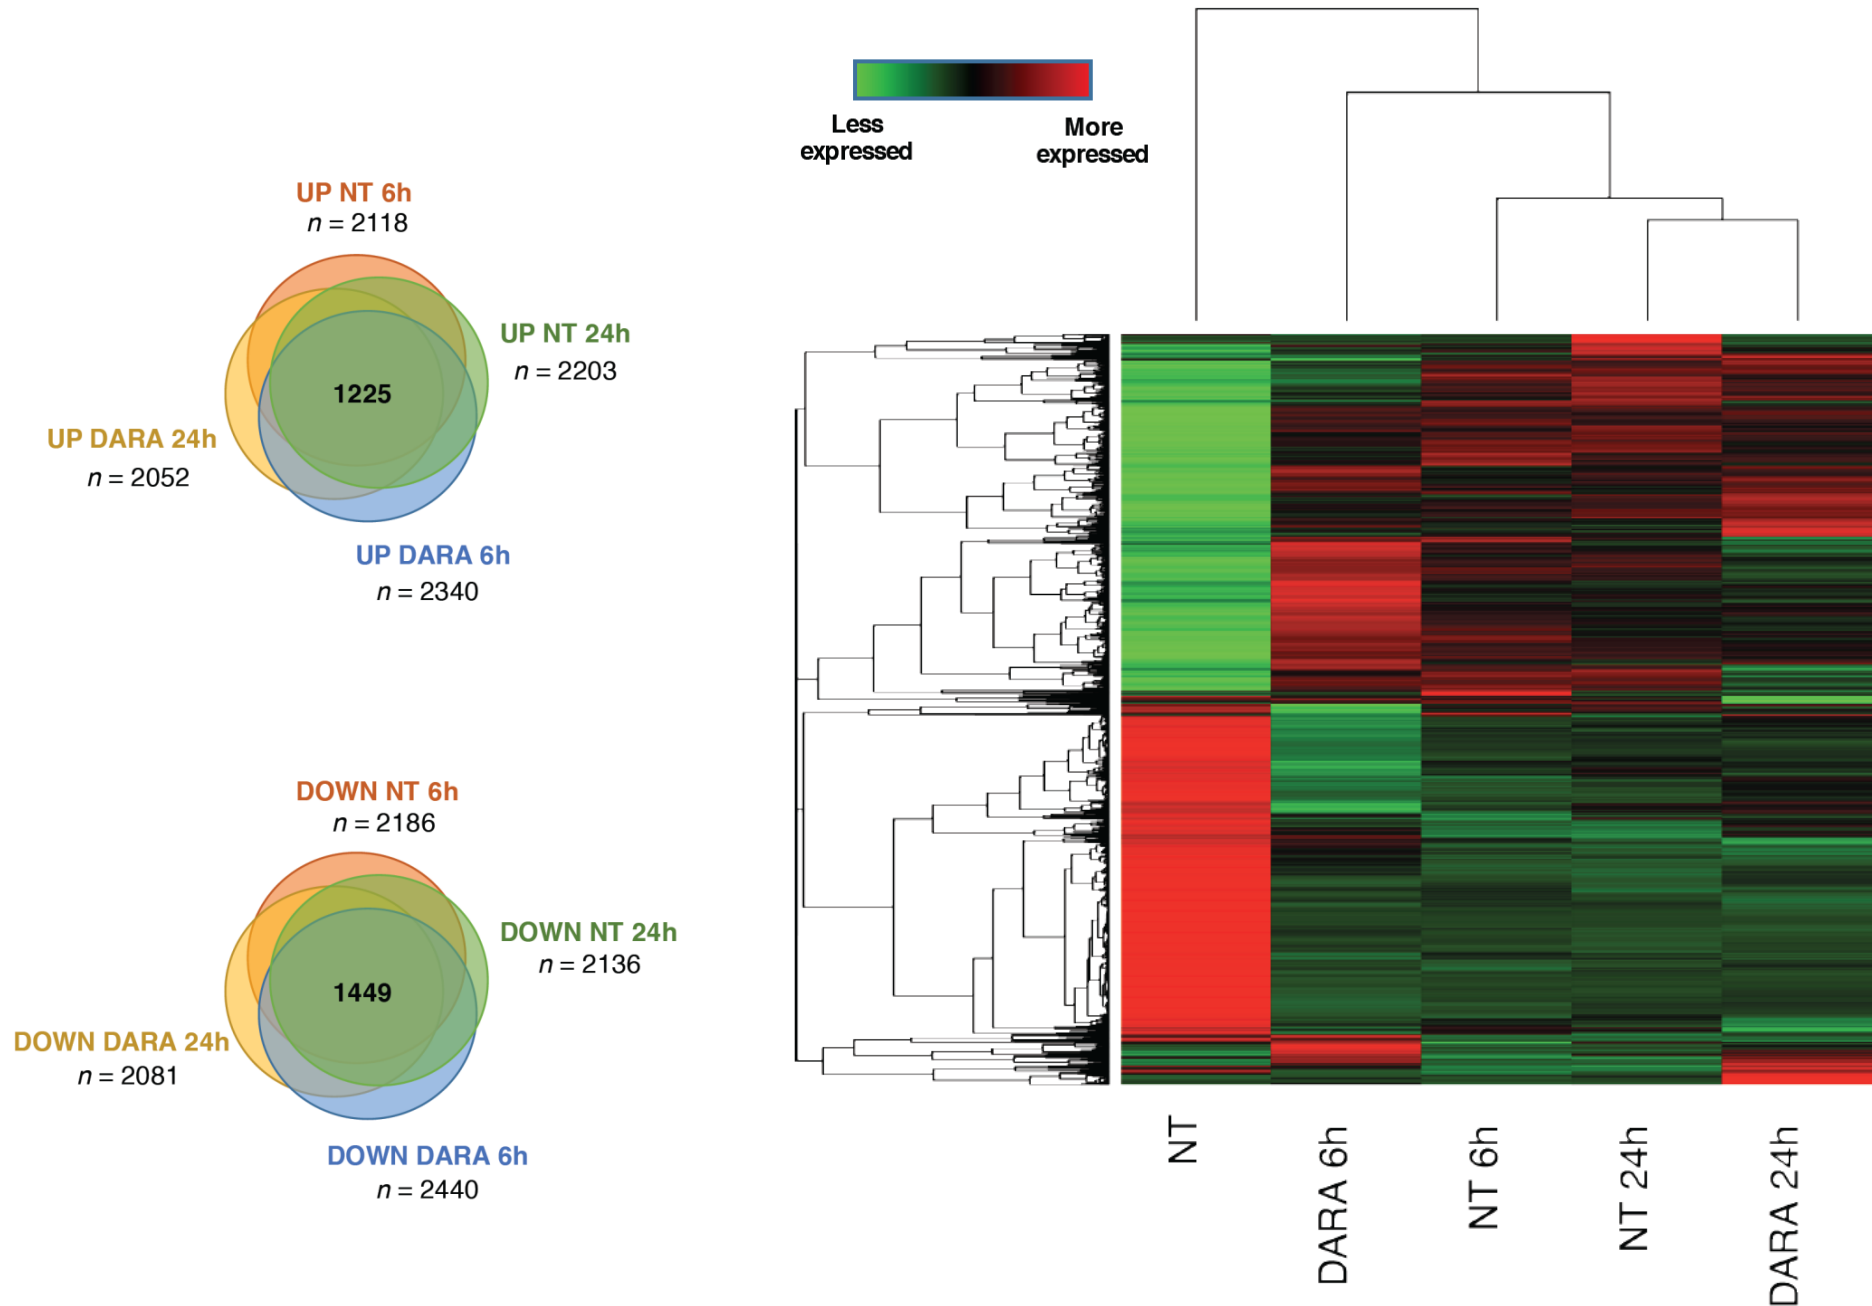 Less
expressed
More
expressed
UP NT 6h
n = 2118
UP NT 24h
n = 2203
1225
UP DARA 24h
n = 2052
UP DARA 6h
n = 2340
DOWN NT 6h
n = 2186
DOWN NT 24h
n = 2136
1449
DOWN DARA 24h
n = 2081
DOWN DARA 6h
n = 2440
NT
DARA 6h
NT 6h
NT 24h
DARA 24h